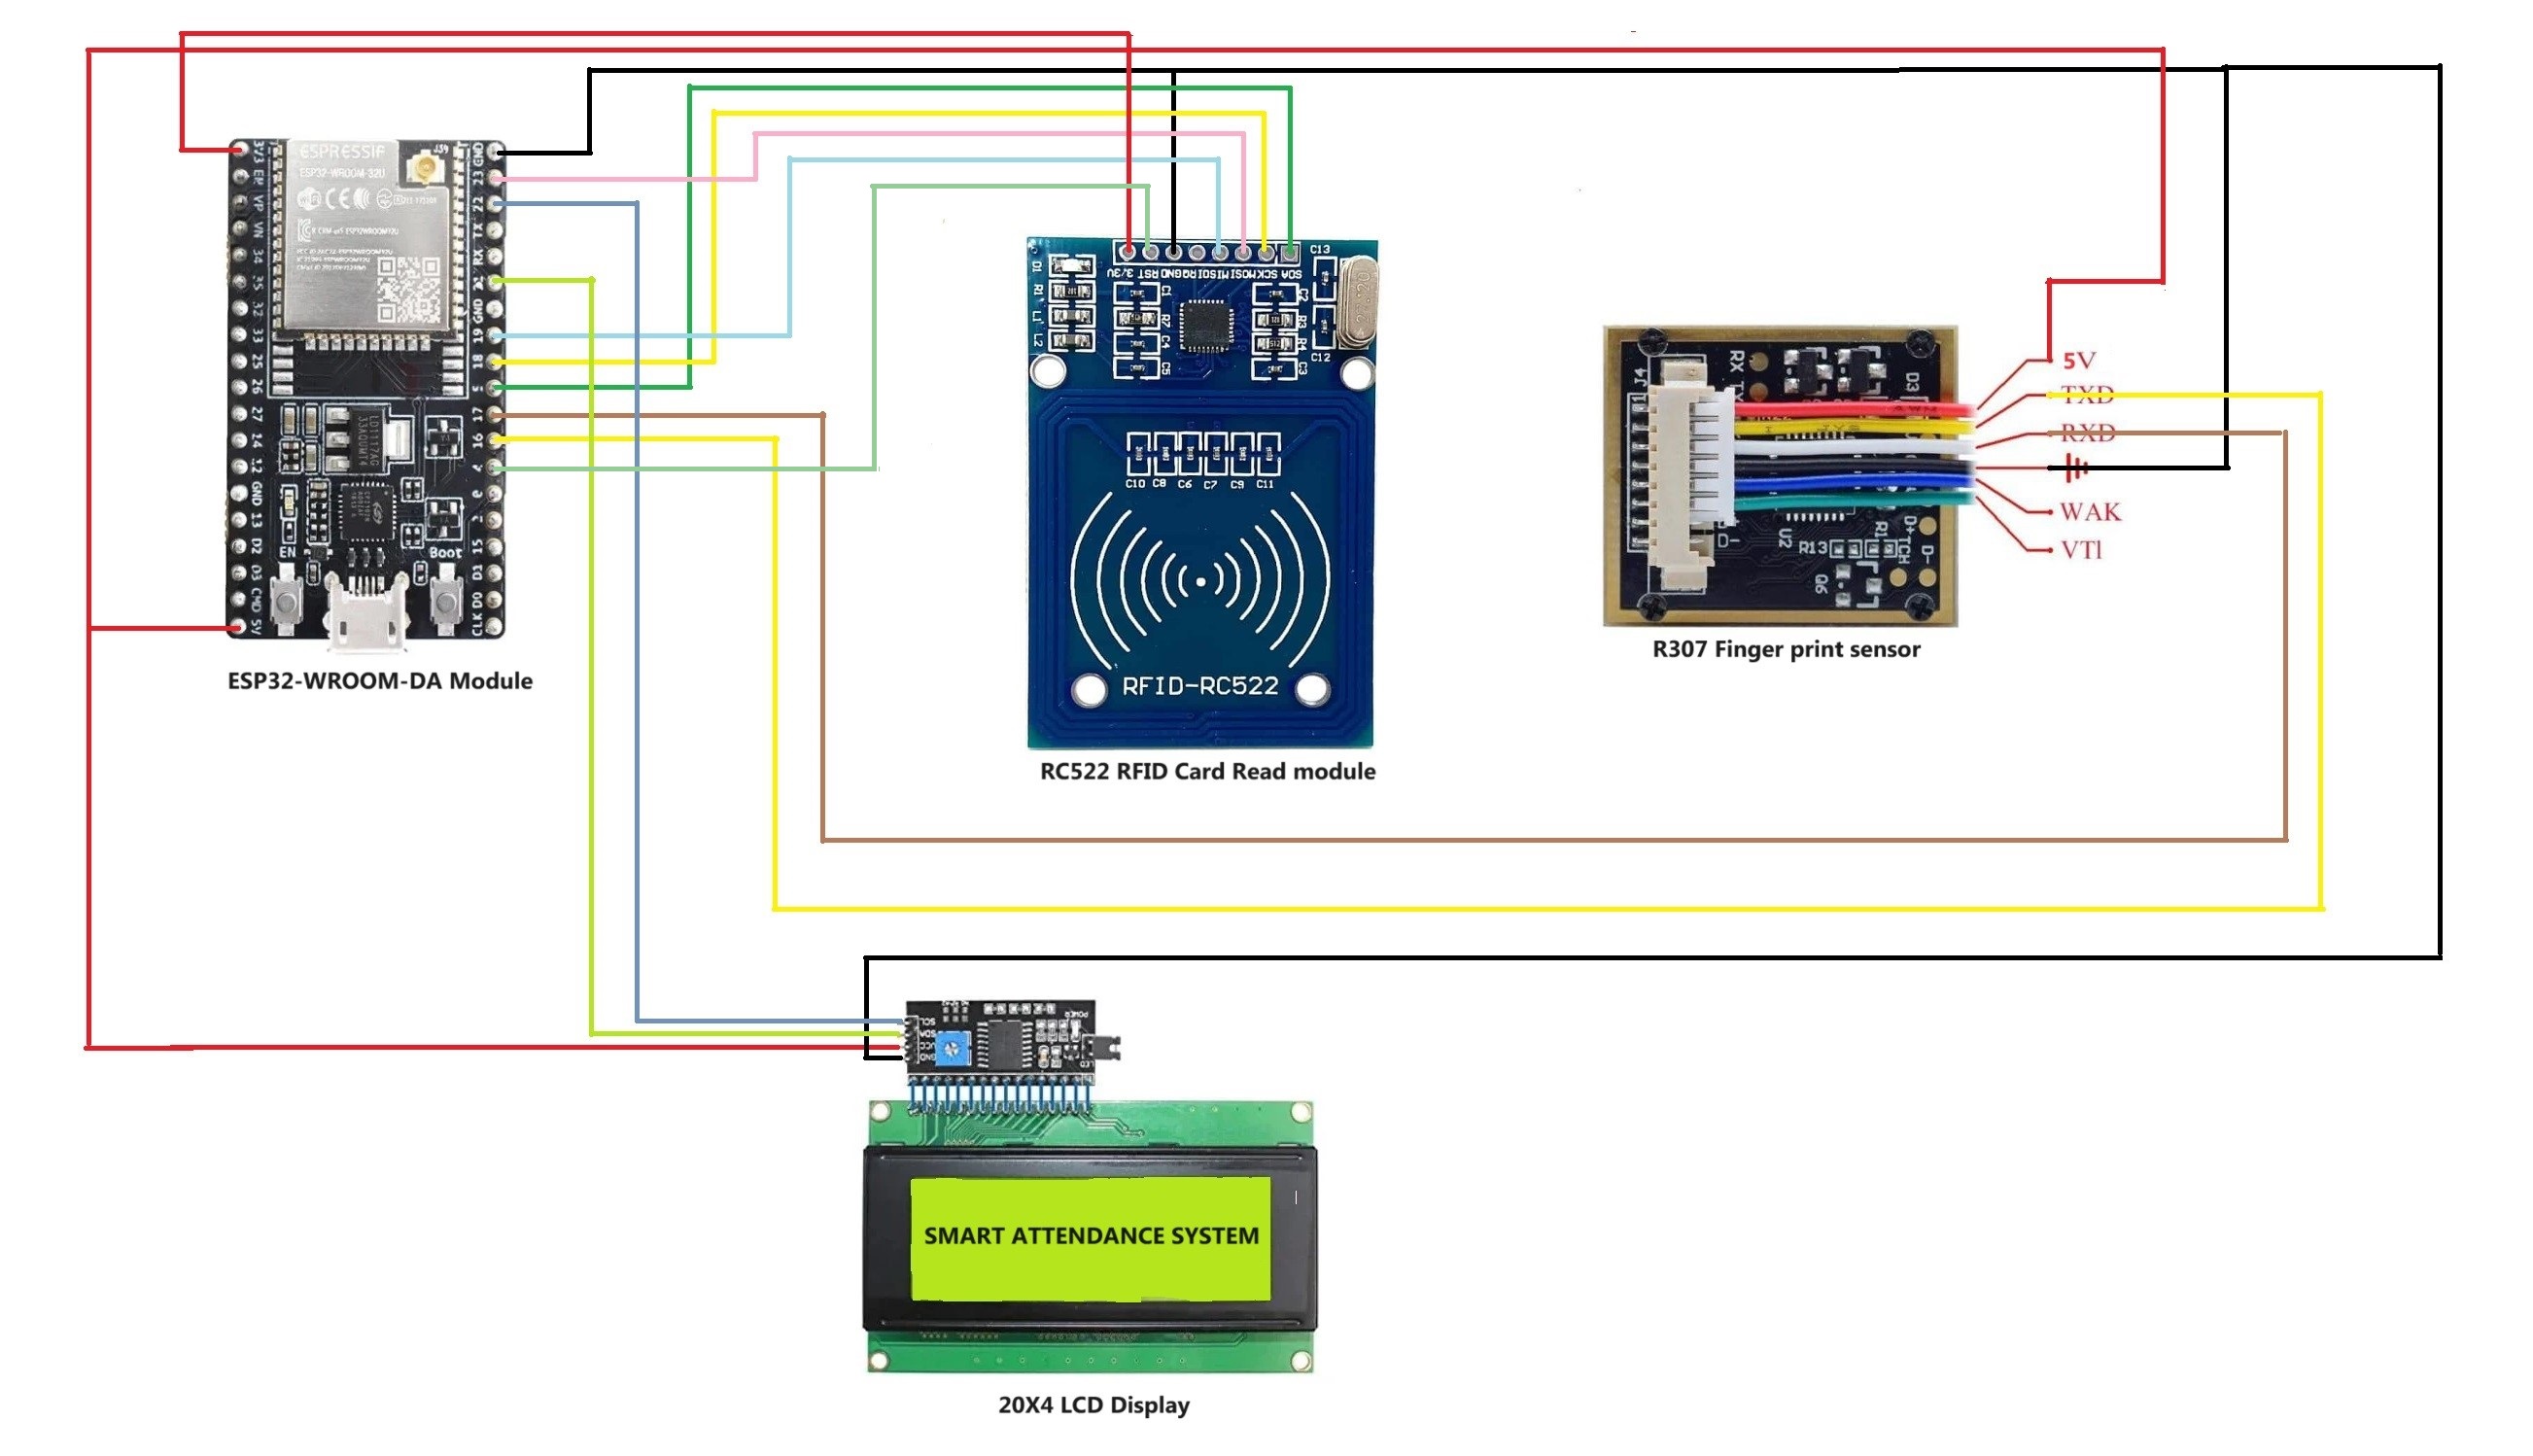 ESPRESSIF
ESP32-WROOM-32U
J39
3V3
EN
VP
VN
34
35
32
33
25
26
27
14
12
GND
13
D2
D3
CMD
5V
GND
23
22
TX
RX
21
GND
19
18
5
17
16
4
0
2
15
D1
D0
CLK
EN
Boot
ESP32-WROOM-DA Module
3/3V
RST
GND
IRQ
MISO
MOSI
SCK
SDA
C13
D1
R1
L1
L2
C1
R2
C4
C5
C2
R3
R4
C3
C12
C10
C8
C6
C7
C9
C11
RFID-RC522
RC522 RFID Card Read module
J4
RX
D3
U2
R13
R1
TCH
D+
D-
D-
Q6
5V
TXD
RXD
WAK
VTI
R307 Finger print sensor
SCL
SDA
VCC
GND
POWER
LED
SMART ATTENDANCE SYSTEM
20X4 LCD Display